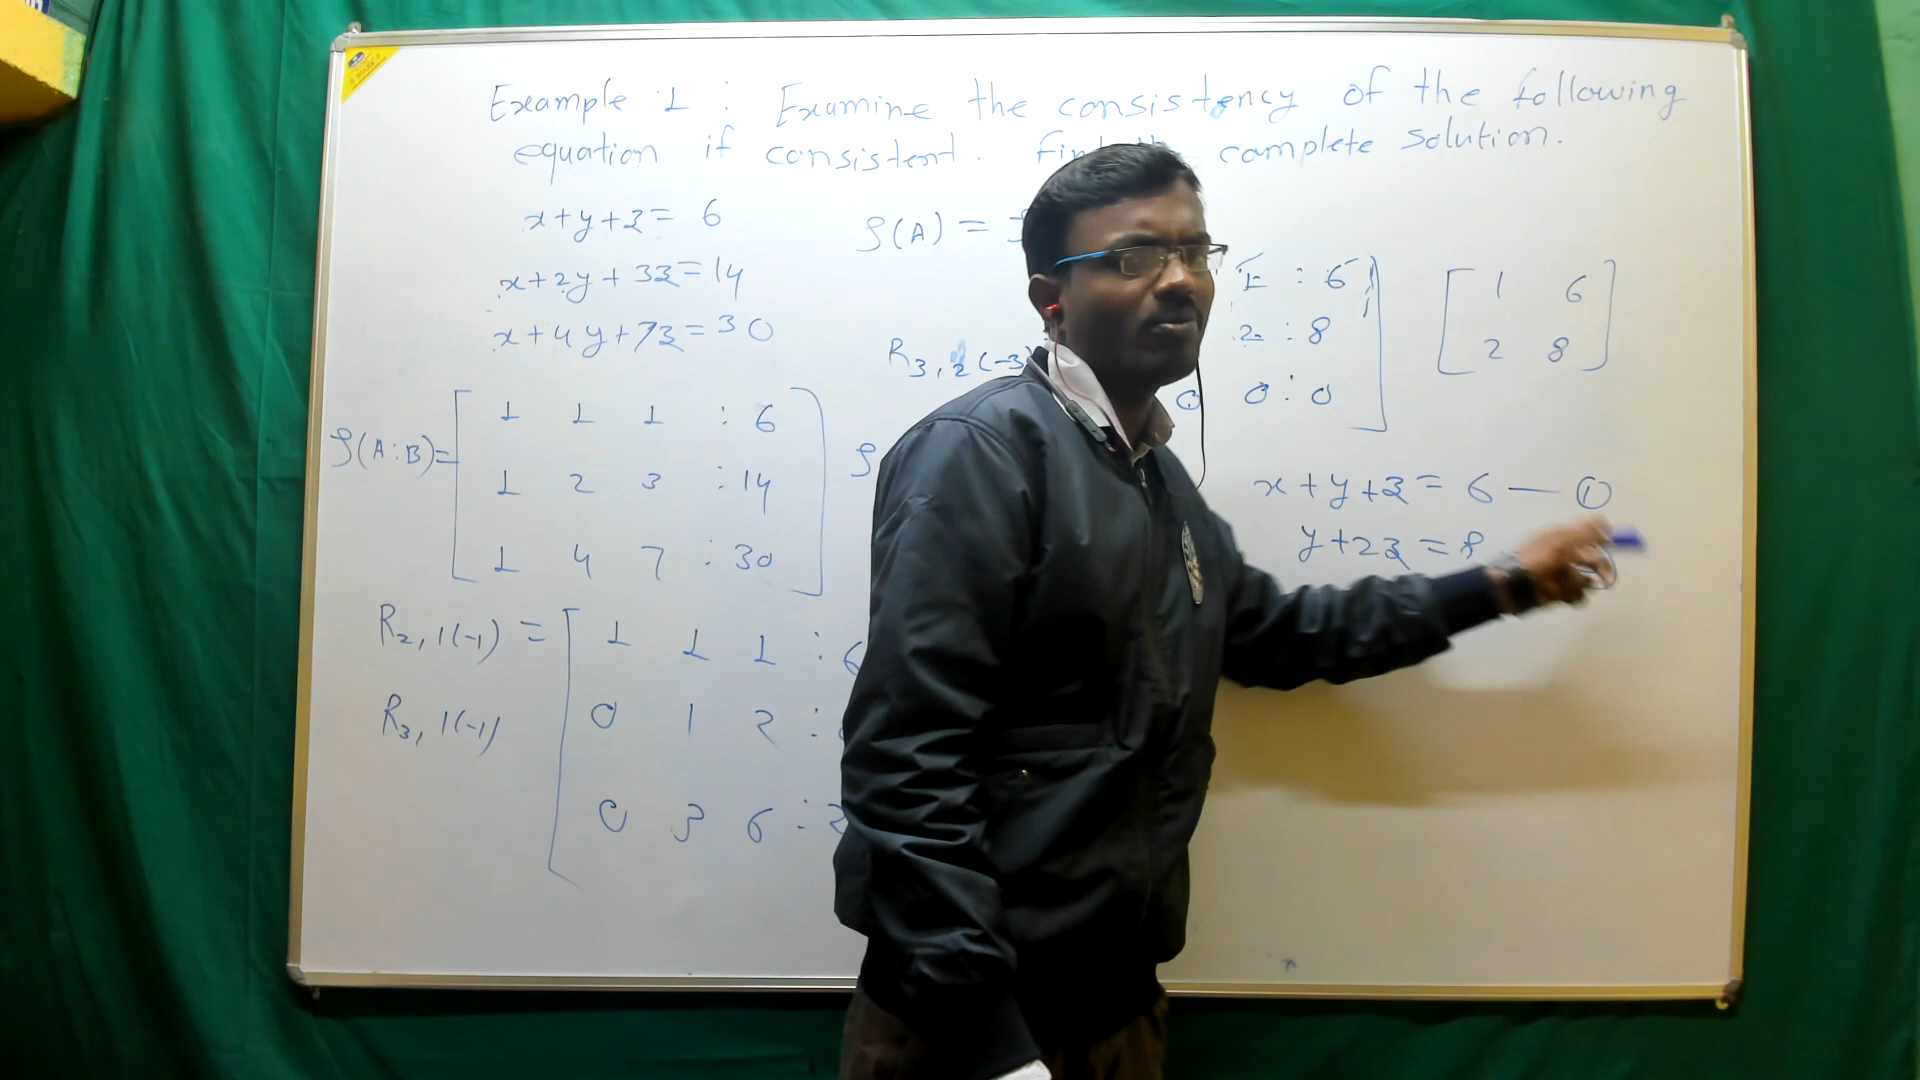 Example 1 : Examine the consistency of the following
equation if consistent. complete solution.
x+y+z= 6
x+2y+3z=14
x+4y+7z=30
ρ(A:B)=
1 1 1 : 6
1 2 3 : 14
1 4 7 : 30
R2,1(-1) =
R3,1(-1)
1 1 1 : 6
0 1 2 :
0 3 6 :
ρ(A) =
R3,2(-3)
1 : 6
2 : 8
0 0 : 0
1 6
2 8
x+y+z= 6 — ①
y+2z=8